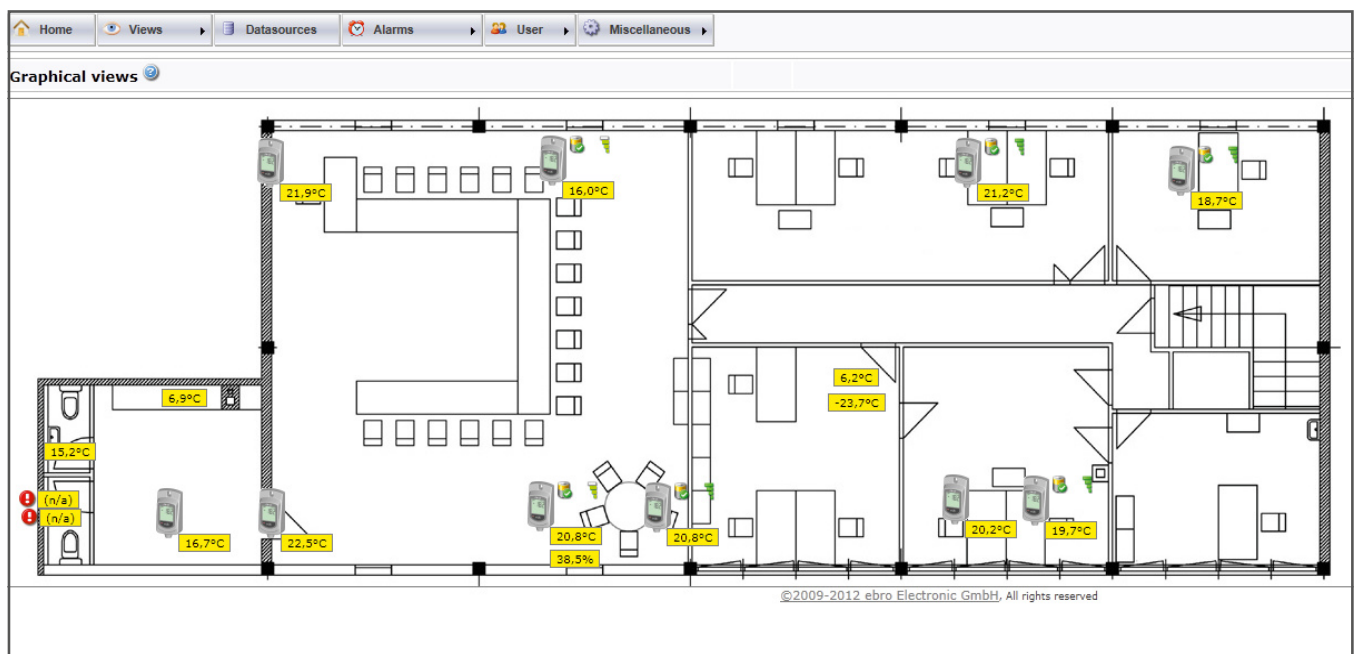 Home Views Datasources Alarms User Miscellaneous
Graphical views
21,9°C
16,0°C
21,2°C
18,7°C
6,2°C
-23,7°C
6,9°C
15,2°C
(n/a)
(n/a)
16,7°C
22,5°C
20,8°C
38,5%
20,8°C
20,2°C
19,7°C
©2009-2012 ebro Electronic GmbH, All rights reserved